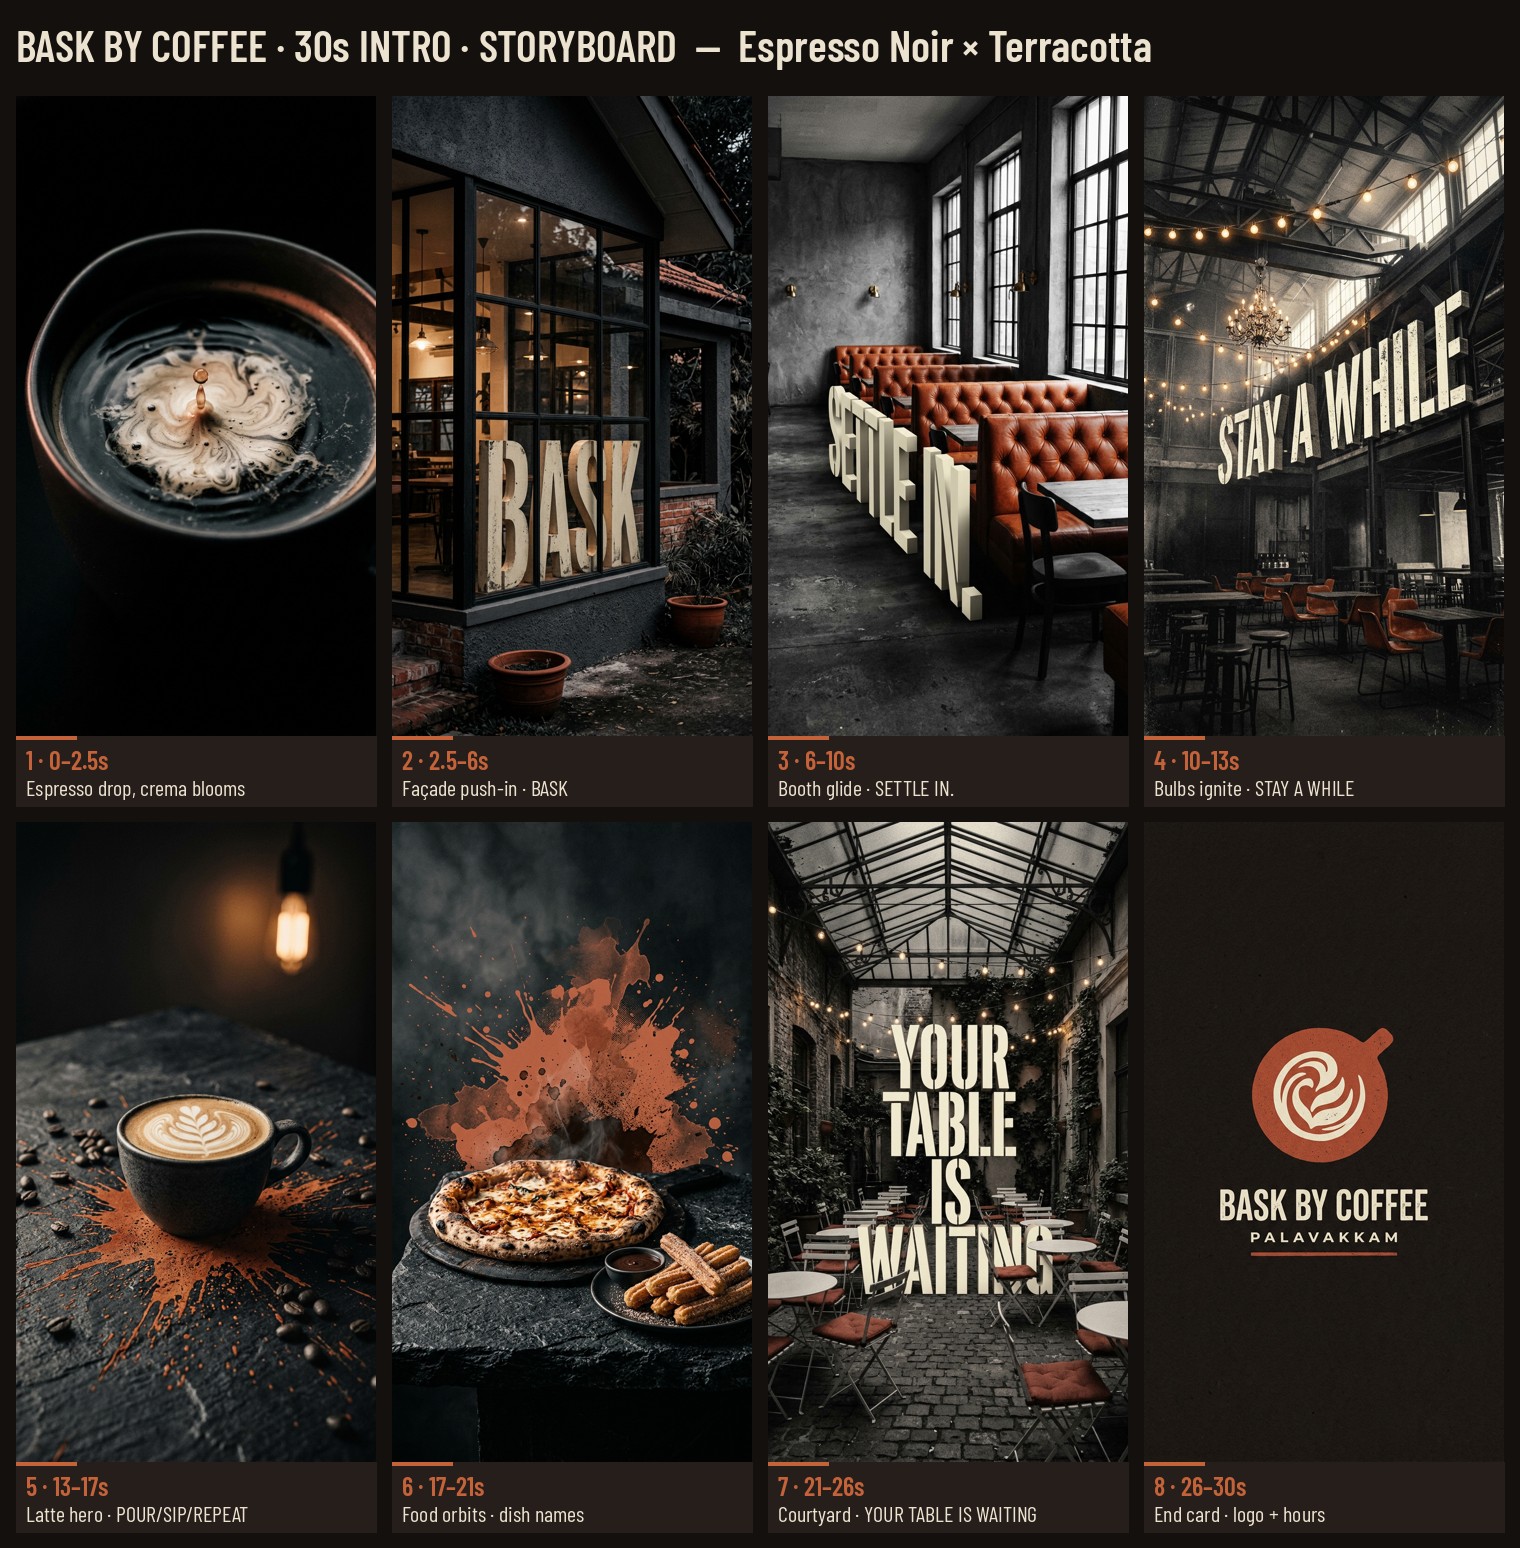 BASK BY COFFEE · 30s INTRO · STORYBOARD — Espresso Noir × Terracotta
BASK
SETTLE IN.
STAY A WHILE
1 · 0–2.5s
Espresso drop, crema blooms
2 · 2.5–6s
Façade push-in · BASK
3 · 6–10s
Booth glide · SETTLE IN.
4 · 10–13s
Bulbs ignite · STAY A WHILE
YOUR
TABLE
IS
WAITING
BASK BY COFFEE
PALAVAKKAM
5 · 13–17s
Latte hero · POUR/SIP/REPEAT
6 · 17–21s
Food orbits · dish names
7 · 21–26s
Courtyard · YOUR TABLE IS WAITING
8 · 26–30s
End card · logo + hours